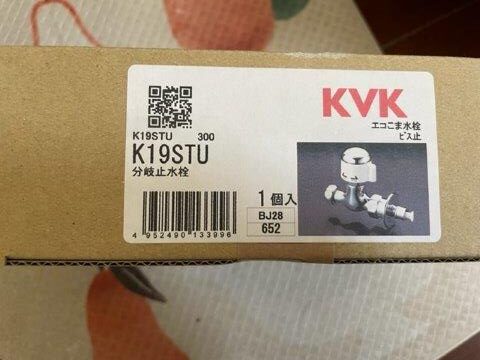 K19STU 300
K19STU
分岐止水栓
4 952490 133996
1個入
BJ28
652
KVK
エコこま水栓
ビス止